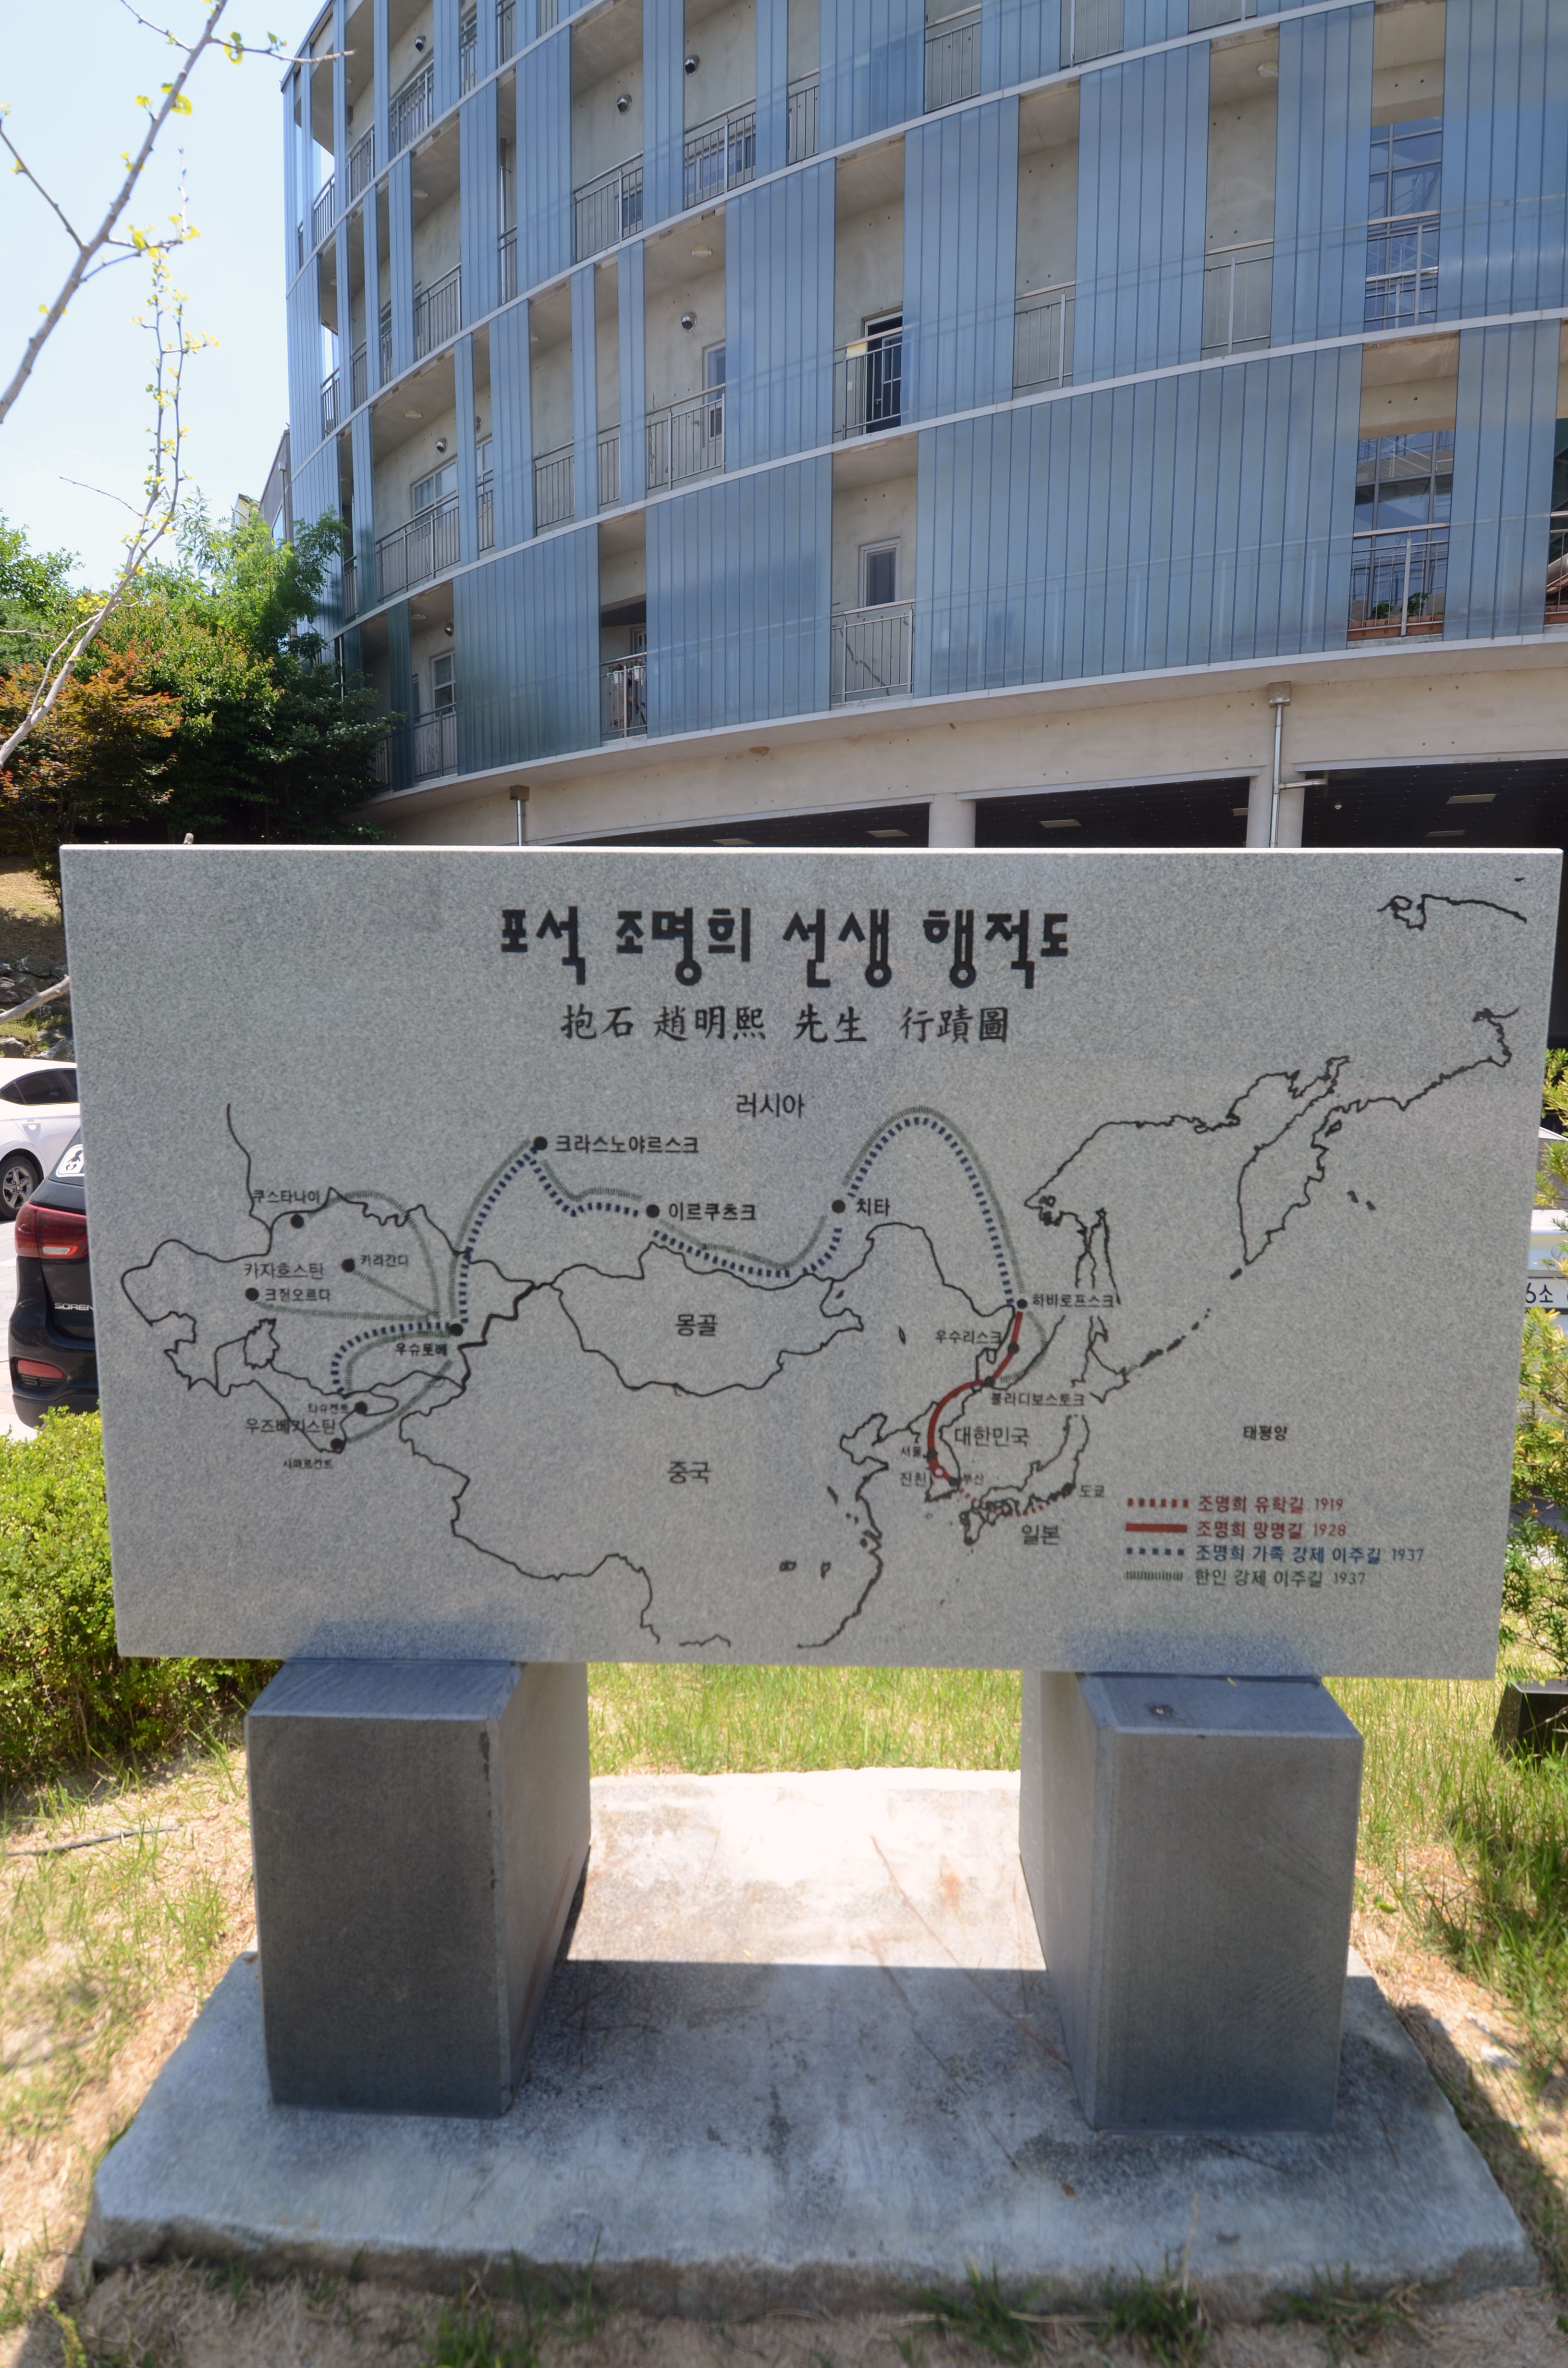 포석 조명희 선생 행적도
抱石 趙明熙 先生 行蹟圖
러시아
크라스노야르스크
쿠스타나이
이르쿠츠크
치타
카라간다
카자흐스탄
크질오르다
하바로프스크
몽골
우수리스크
우슈토베
블라디보스토크
타슈켄트
우즈베키스탄
대한민국
태평양
서울
사마르칸트
중국
진천
부산
도쿄
일본
조명희 유학길 1919
조명희 망명길 1928
조명희 가족 강제 이주길 1937
한인 강제 이주길 1937
SOREN
6소